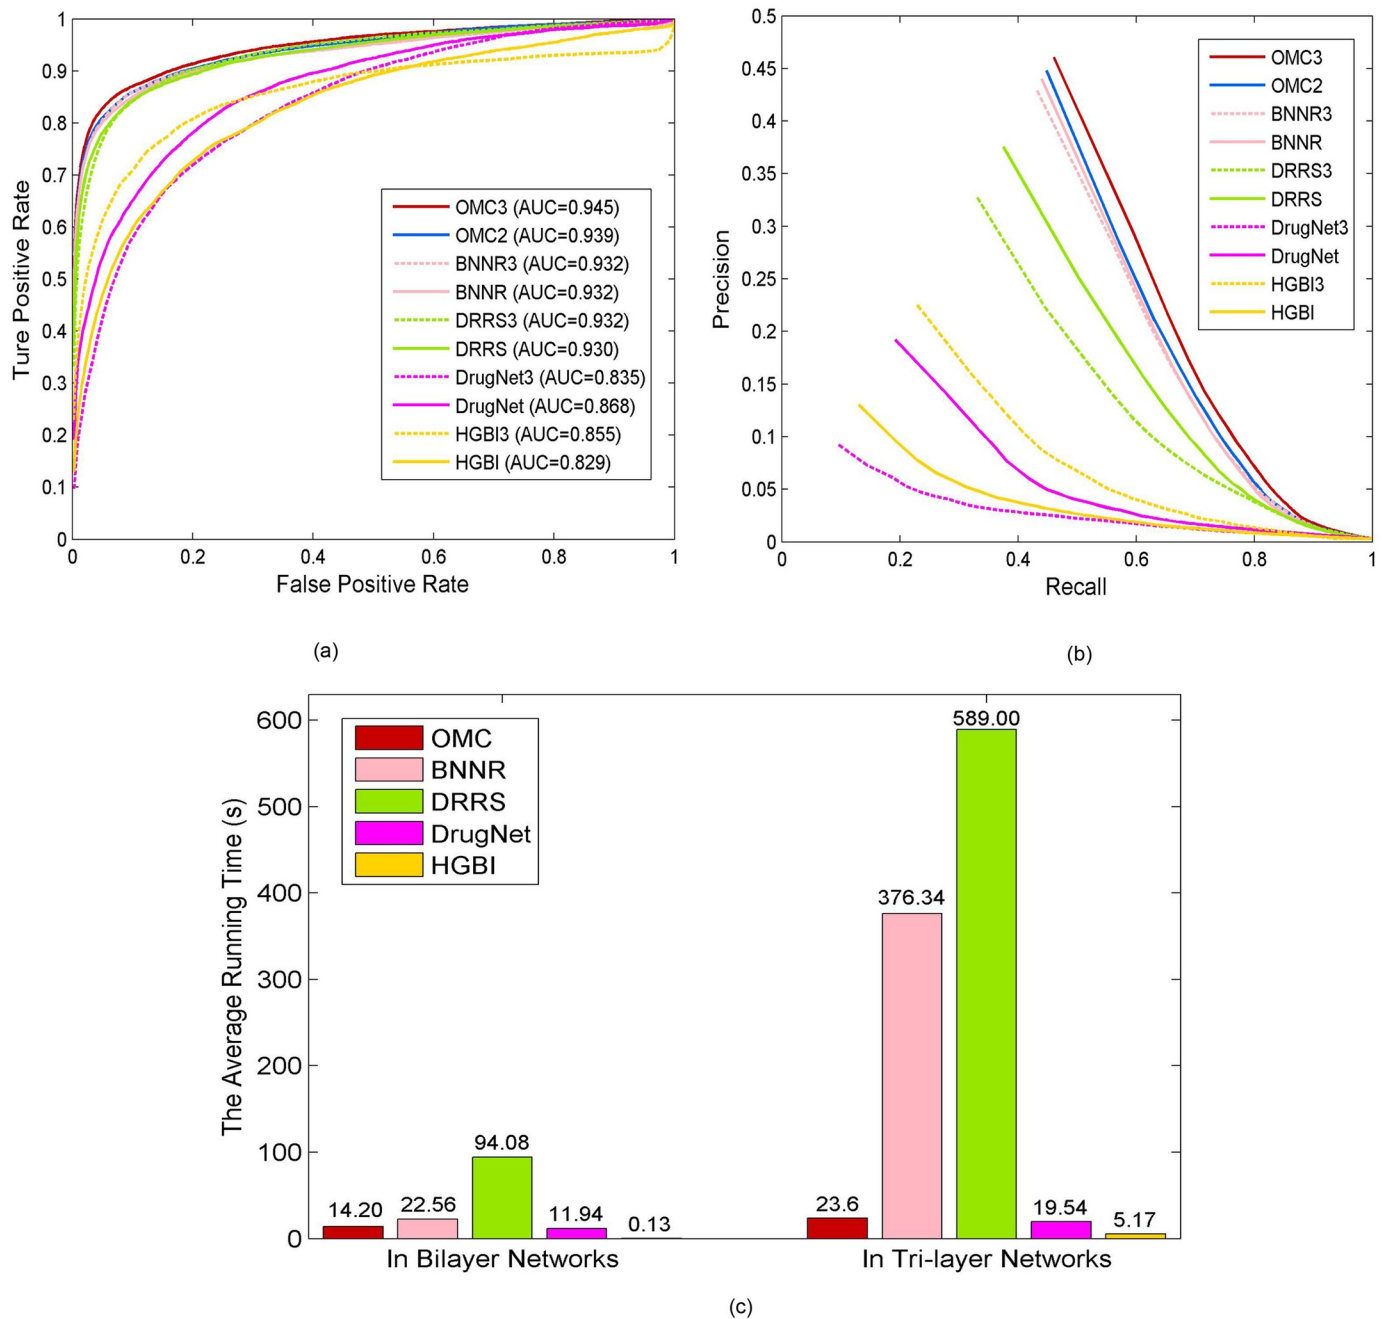 1
0.9
0.8
0.7
0.6
0.5
0.4
0.3
0.2
0.1
0
0 0.2 0.4 0.6 0.8 1
Ture Positive Rate
False Positive Rate
OMC3 (AUC=0.945)
OMC2 (AUC=0.939)
BNNR3 (AUC=0.932)
BNNR (AUC=0.932)
DRRS3 (AUC=0.932)
DRRS (AUC=0.930)
DrugNet3 (AUC=0.835)
DrugNet (AUC=0.868)
HGBI3 (AUC=0.855)
HGBI (AUC=0.829)
(a)
0.5
0.45
0.4
0.35
0.3
0.25
0.2
0.15
0.1
0.05
0
0 0.2 0.4 0.6 0.8 1
Precision
Recall
OMC3
OMC2
BNNR3
BNNR
DRRS3
DRRS
DrugNet3
DrugNet
HGBI3
HGBI
(b)
600
500
400
300
200
100
0
The Average Running Time (s)
OMC
BNNR
DRRS
DrugNet
HGBI
14.20 22.56 94.08 11.94 0.13
23.6 376.34 589.00 19.54 5.17
In Bilayer Networks In Tri-layer Networks
(c)